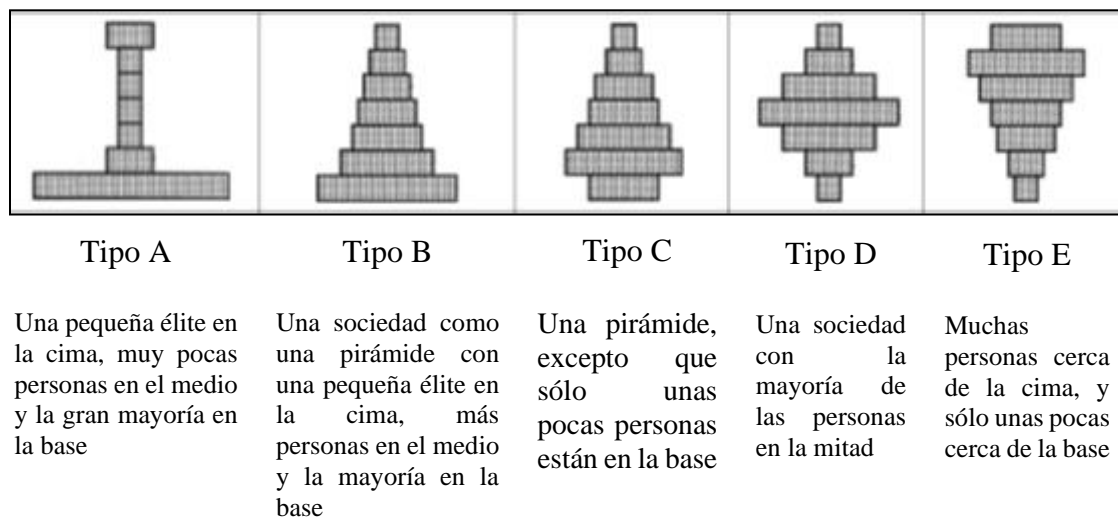 Tipo A
Tipo B
Tipo C
Tipo D
Tipo E
Una pequeña élite en
la cima, muy pocas
personas en el medio
y la gran mayoría en
la base
Una sociedad como
una pirámide con
una pequeña élite en
la cima, más
personas en el medio
y la mayoría en la
base
Una pirámide,
excepto que
sólo unas
pocas personas
están en la base
Una sociedad
con la
mayoría de
las personas
en la mitad
Muchas
personas cerca
de la cima, y
sólo unas pocas
cerca de la base